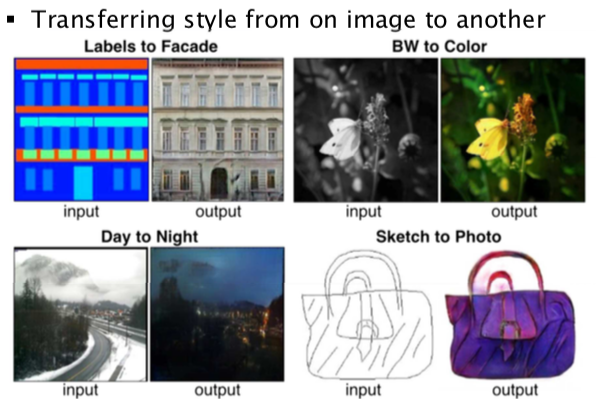 ▪ Transferring style from on image to another
Labels to Facade
BW to Color
input
output
input
output
Day to Night
Sketch to Photo
input
output
input
output